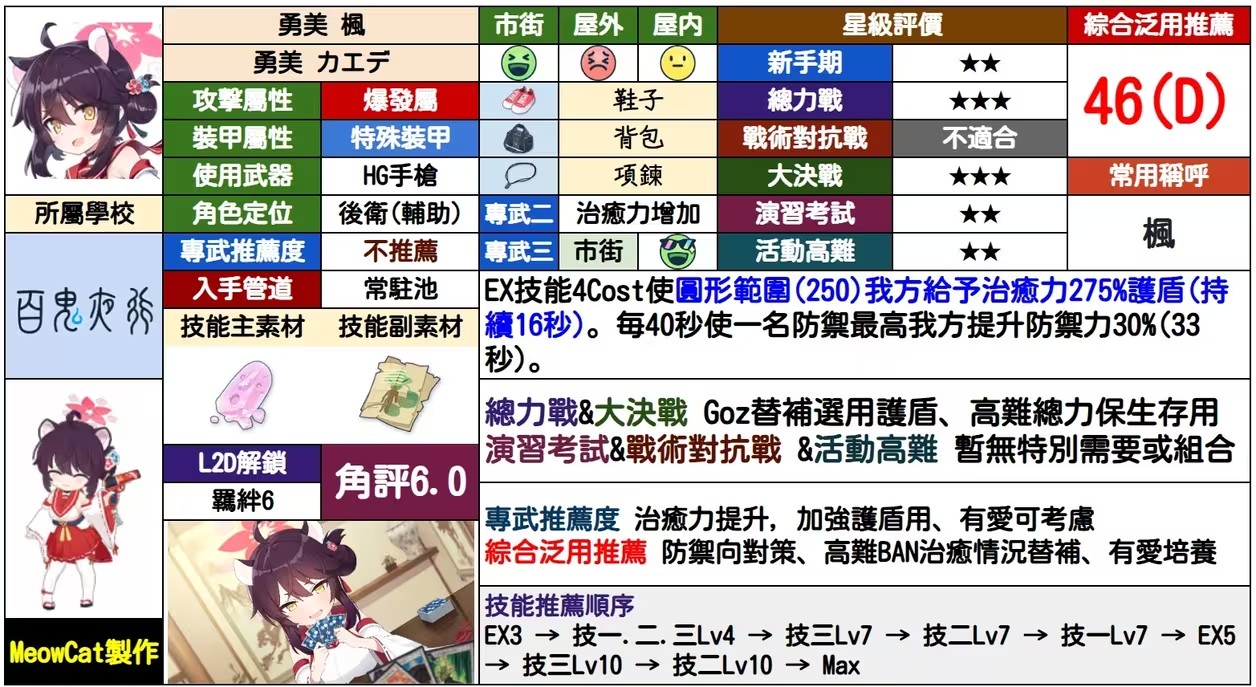 勇美 楓
勇美 カエデ
攻擊屬性 爆發屬
裝甲屬性 特殊裝甲
使用武器 HG手槍
所屬學校 角色定位 後衛(輔助)
百鬼夜行
專武推薦度 不推薦
入手管道 常駐池
技能主素材 技能副素材
L2D解鎖
羈絆6
角評6.0
MeowCat製作
市街 屋外 屋內
鞋子
背包
項鍊
專武二 治癒力增加
專武三 市街
星級評價
新手期 ★★
總力戰 ★★★
戰術對抗戰 不適合
大決戰 ★★★
演習考試 ★★
活動高難 ★★
綜合泛用推薦
46(D)
常用稱呼
楓
EX技能4Cost使圓形範圍(250)我方給予治癒力275%護盾(持
續16秒)。每40秒使一名防禦最高我方提升防禦力30%(33
秒)。
總力戰&大決戰 Goz替補選用護盾、高難總力保生存用
演習考試&戰術對抗戰 &活動高難 暫無特別需要或組合
專武推薦度 治癒力提升，加強護盾用、有愛可考慮
綜合泛用推薦 防禦向對策、高難BAN治癒情況替補、有愛培養
技能推薦順序
EX3 → 技一.二.三Lv4 → 技三Lv7 → 技二Lv7 → 技一Lv7 → EX5
→ 技三Lv10 → 技二Lv10 → Max